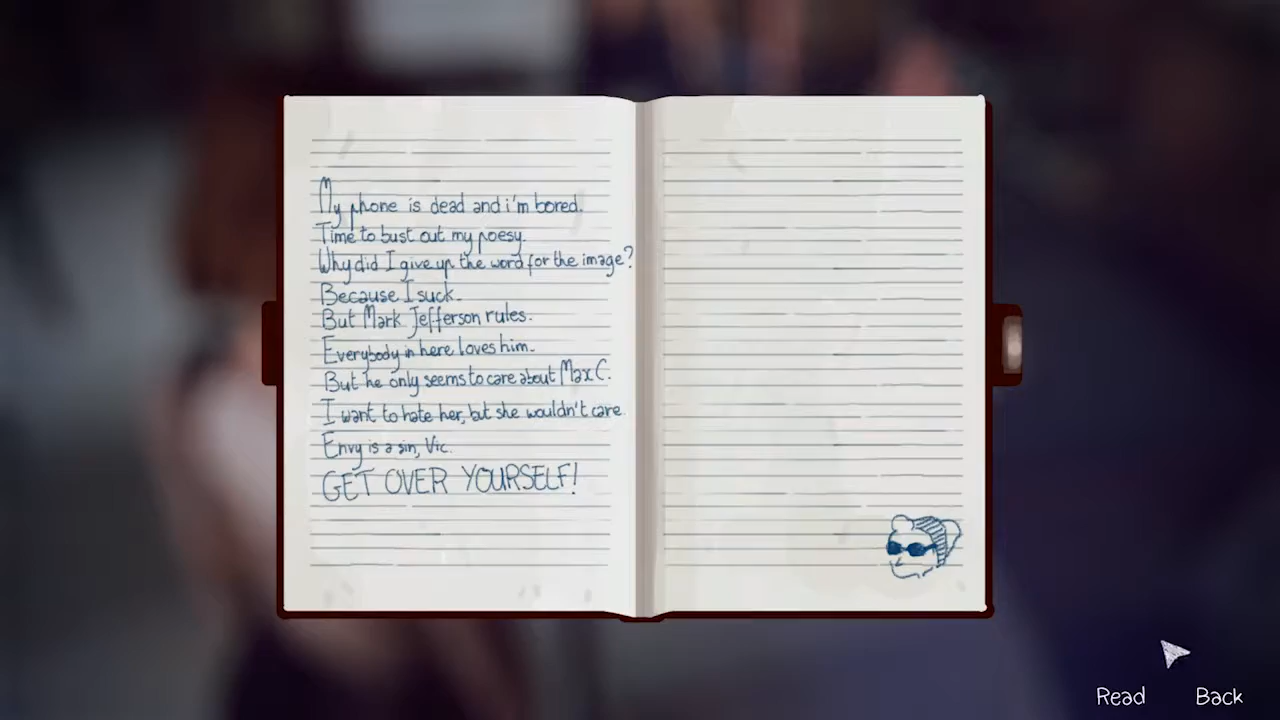 My phone is dead and i'm bored.
Time to bust out my poesy.
Why did I give up the word for the image?
Because I suck.
But Mark Jefferson rules.
Everybody in here loves him.
But he only seems to care about Max C.
I want to hate her, but she wouldn't care.
Envy is a sin, Vic.
GET OVER YOURSELF!
Read
Back